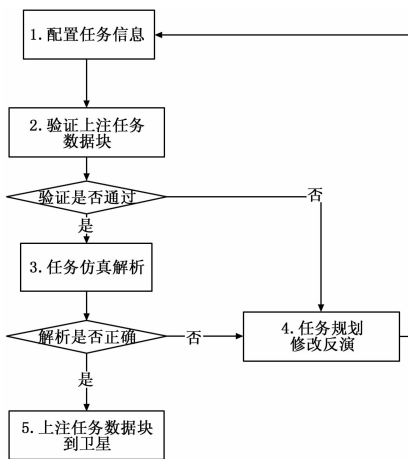 1.配置任务信息
2.验证上注任务
数据块
验证是否通过
否
是
3.任务仿真解析
解析是否正确
否
4.任务规划
修改反演
是
5.上注任务数据块
到卫星